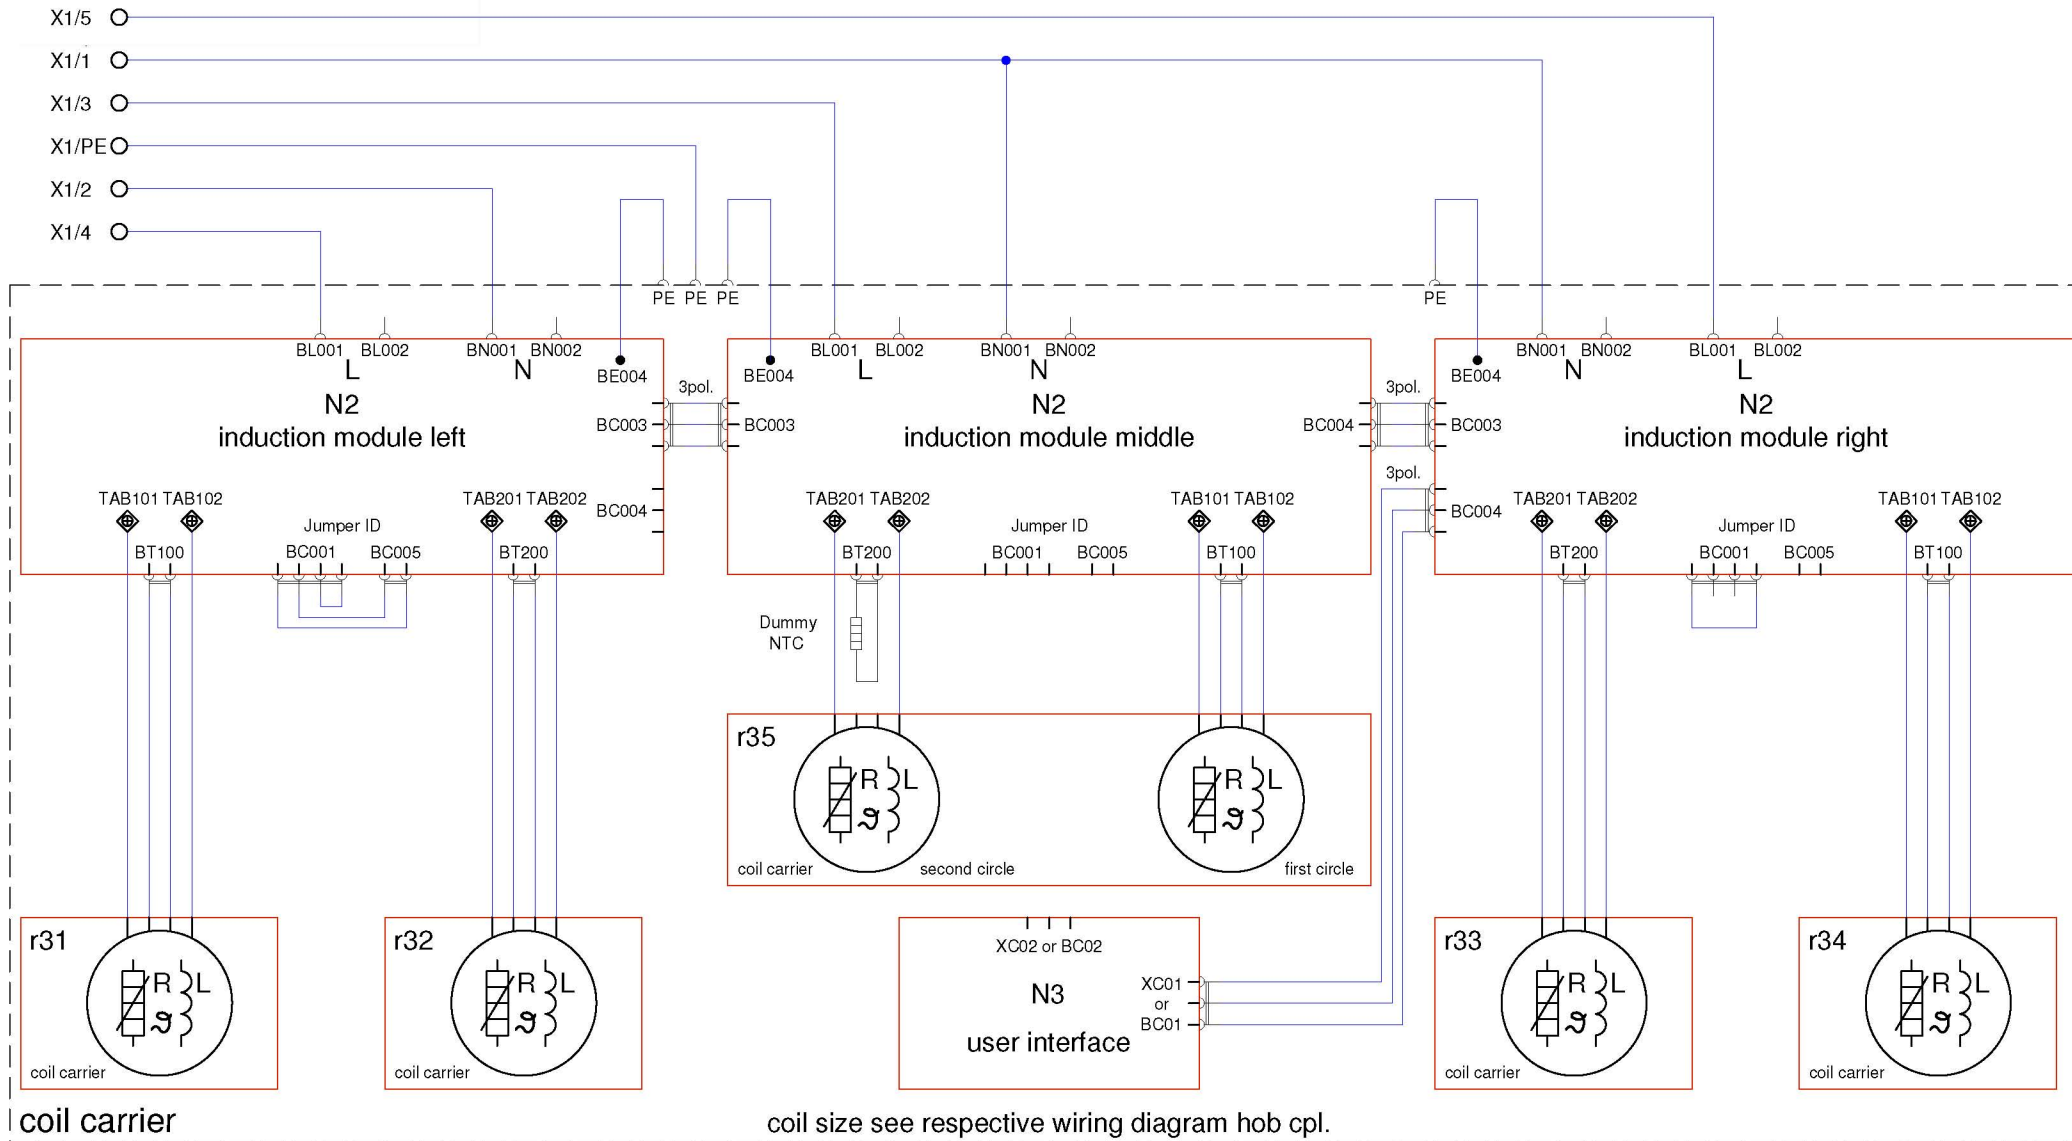 X1/5
X1/1
X1/3
X1/PE
X1/2
X1/4
PE PE PE PE
BL001 BL002 BN001 BN002
L N BE004
N2
induction module left
BC003
BC004
TAB101 TAB102 TAB201 TAB202
Jumper ID
BT100 BC001 BC005 BT200
3pol.
BL001 BL002 BN001 BN002
BE004 L N
N2
BC003 induction module middle BC004
TAB201 TAB202 TAB101 TAB102
Jumper ID
BT200 BC001 BC005 BT100
3pol.
3pol.
BN001 BN002 BL001 BL002
BE004 N L
N2
BC003
induction module right
BC004
TAB201 TAB202 TAB101 TAB102
Jumper ID
BT200 BC001 BC005 BT100
Dummy
NTC
r35
R L R L
ϑ ϑ
coil carrier second circle first circle
r31
R L
ϑ
coil carrier
r32
R L
ϑ
coil carrier
XC02 or BC02
N3
user interface
XC01
or
BC01
r33
R L
ϑ
coil carrier
r34
R L
ϑ
coil carrier
coil carrier
coil size see respective wiring diagram hob cpl.